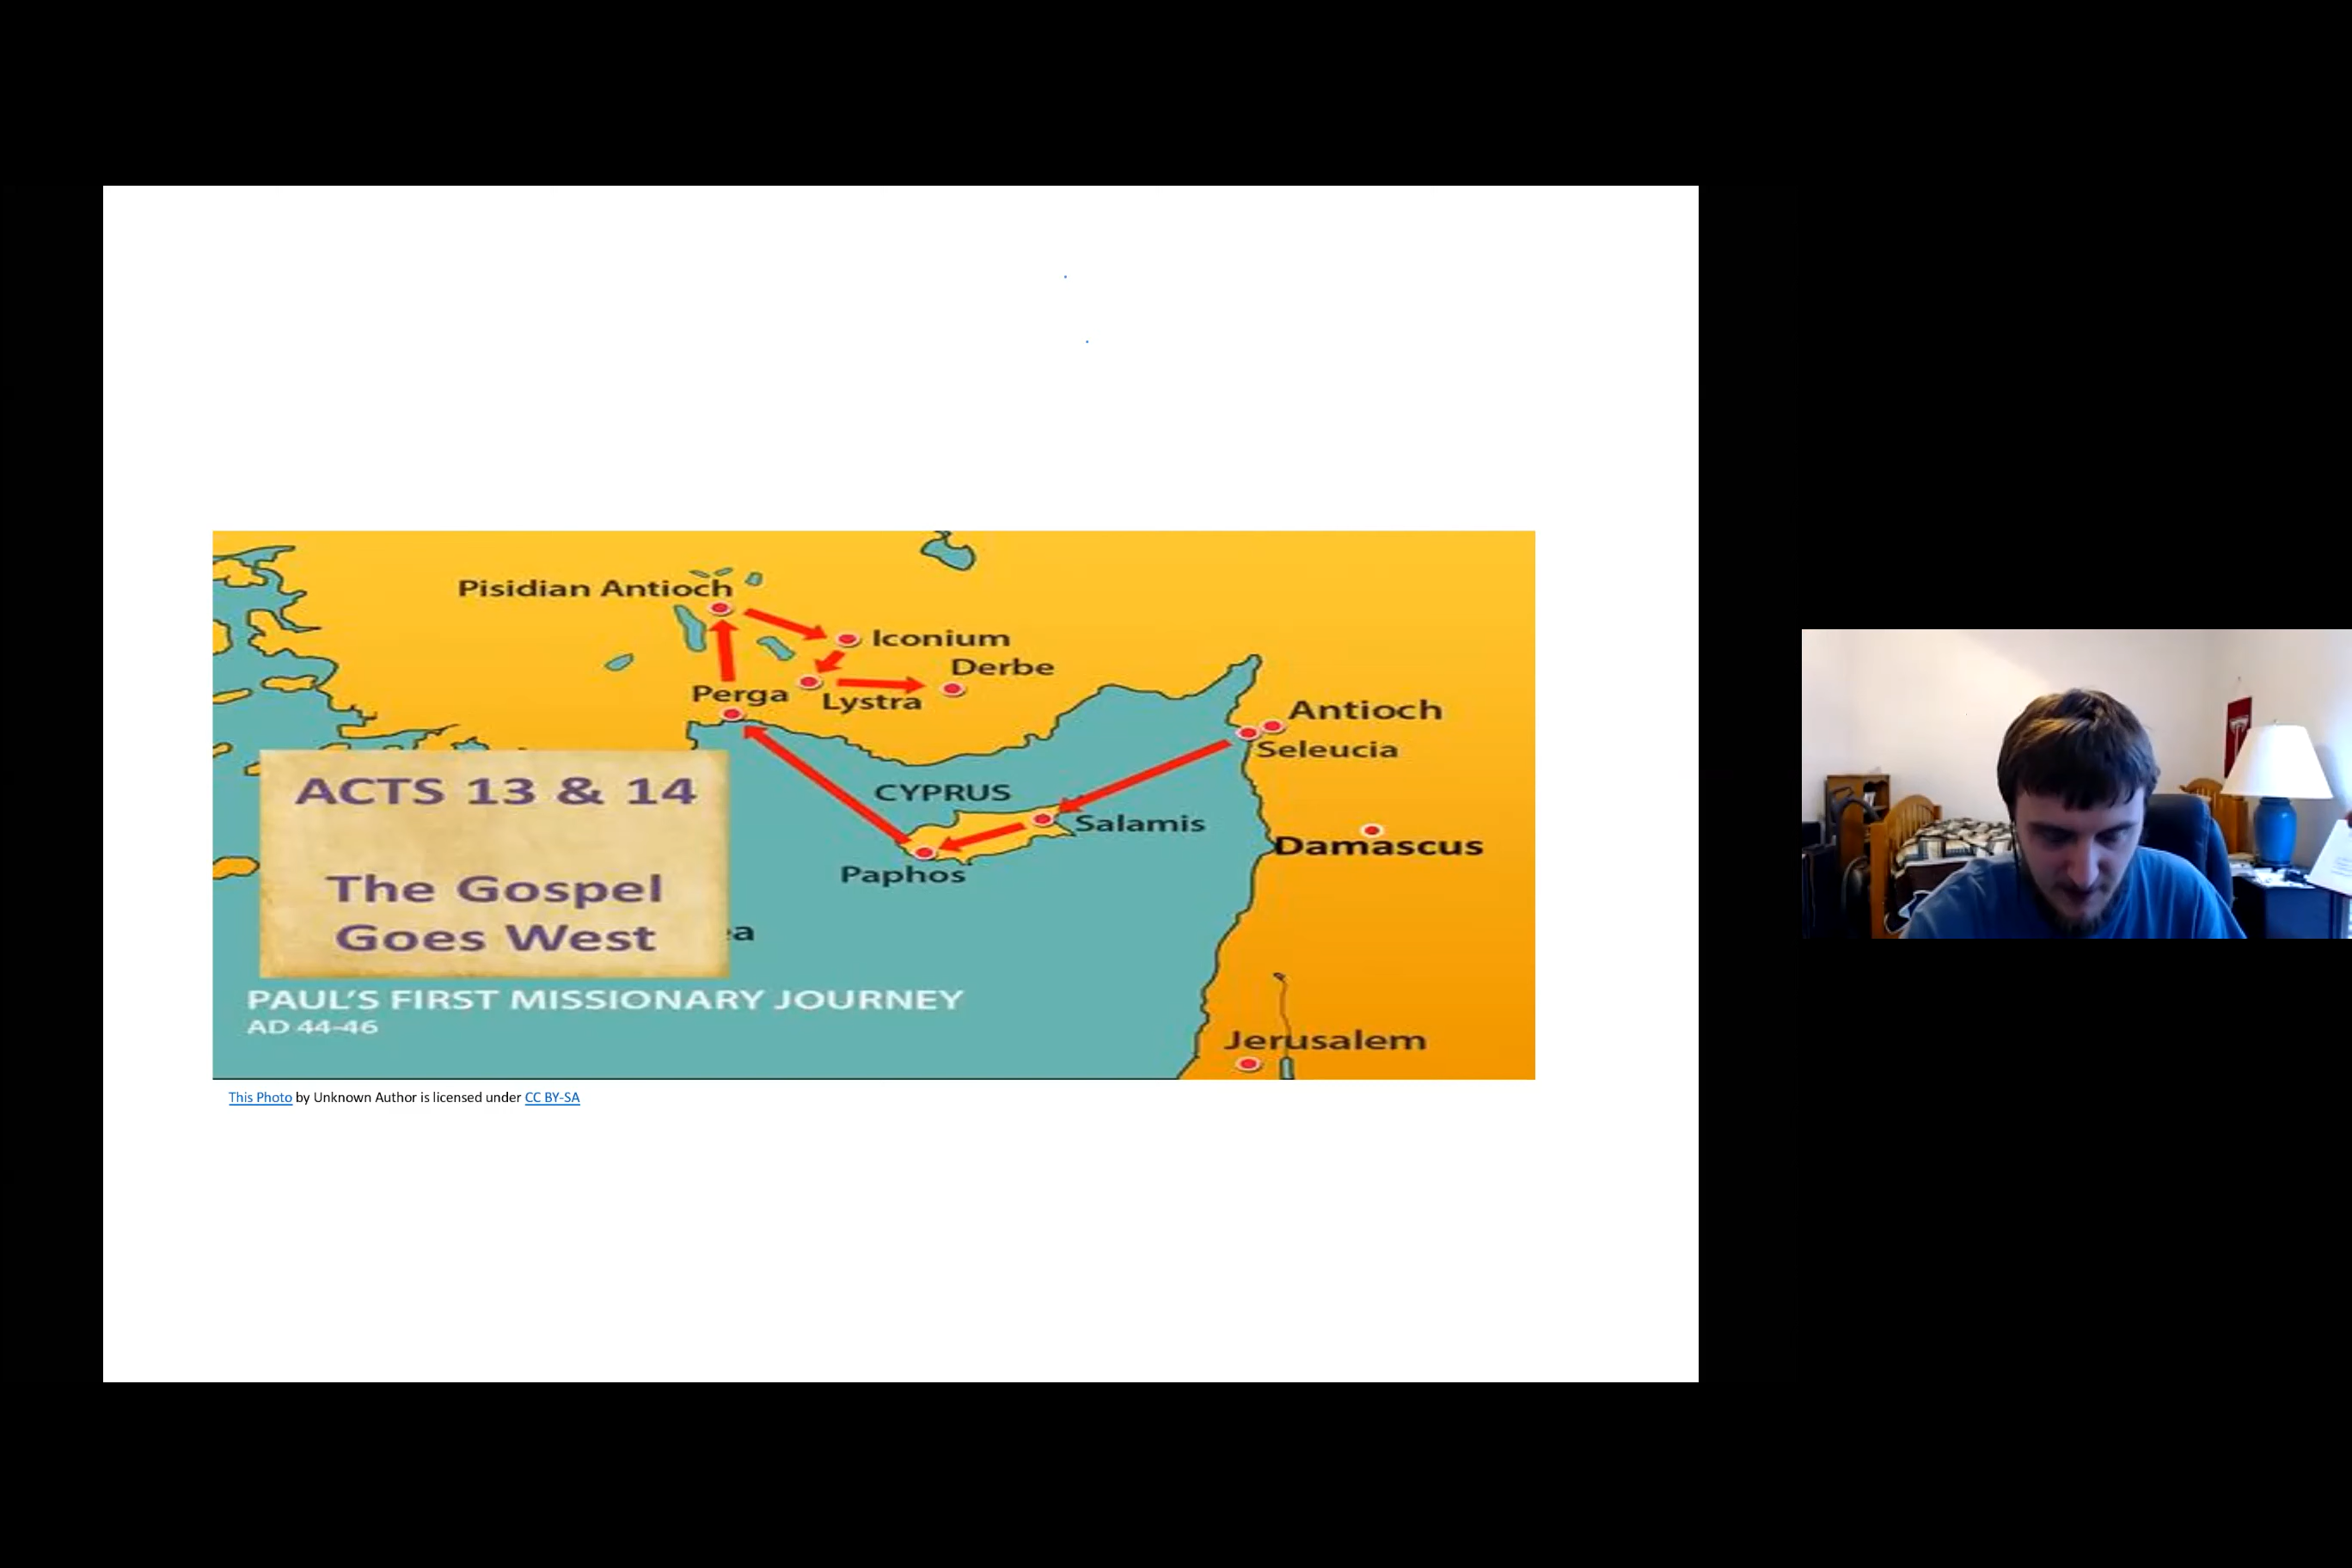 Pisidian Antioch
Iconium
Derbe
Perga
Lystra
Antioch
Seleucia
CYPRUS
Salamis
Damascus
Paphos
ACTS 13 & 14
The Gospel
Goes West
ea
PAUL'S FIRST MISSIONARY JOURNEY
AD 44-46
Jerusalem
This Photo by Unknown Author is licensed under CC BY-SA